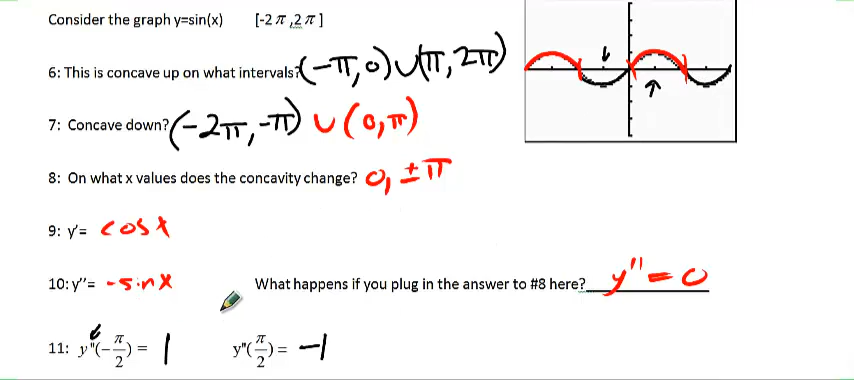 Consider the graph y=sin(x) [-2π ,2π ]
6: This is concave up on what intervals? (-π, 0) ∪ (π, 2π)
7: Concave down? (-2π, -π) ∪ (0, π)
8: On what x values does the concavity change? 0, ±π
9: y'= cosx
10: y''= -sinx What happens if you plug in the answer to #8 here? y'' = 0
11: y''(-π/2) = 1 y''(π/2) = -1